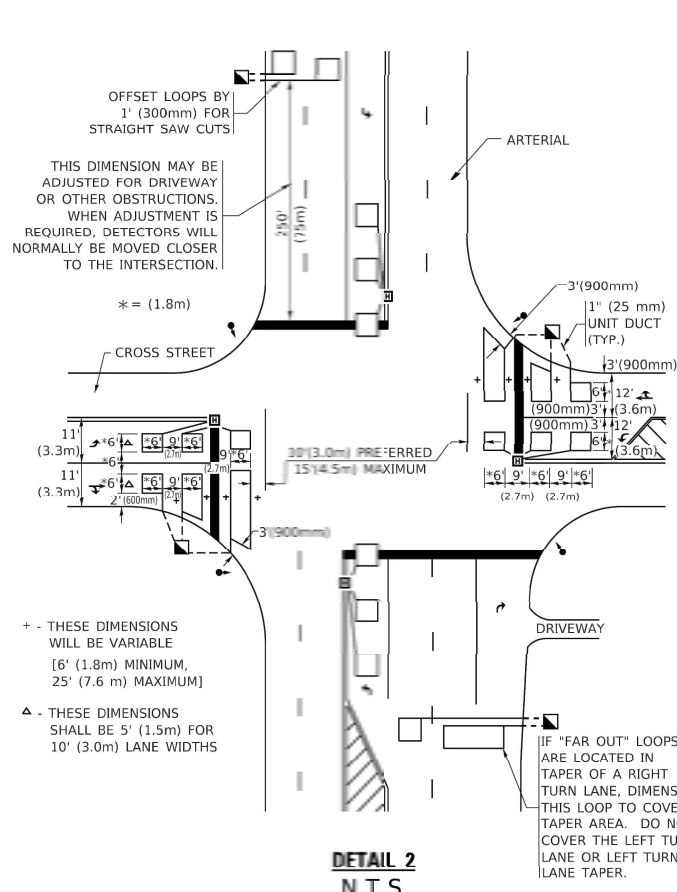 OFFSET LOOPS BY
1' (300mm) FOR
STRAIGHT SAW CUTS
THIS DIMENSION MAY BE
ADJUSTED FOR DRIVEWAY
OR OTHER OBSTRUCTIONS.
WHEN ADJUSTMENT IS
REQUIRED, DETECTORS WILL
NORMALLY BE MOVED CLOSER
TO THE INTERSECTION.
250'
(75m)
* = (1.8m)
CROSS STREET
ARTERIAL
H
3'(900mm)
1" (25 mm)
UNIT DUCT
(TYP.)
3'(900mm)
6'*
12'
(3.6m)
(900mm)3'
(900mm)3'
6'*
12'
(3.6m)
H
*6' 9' *6' 9' *6'
(2.7m) (2.7m)
10'(3.0m) PREFERRED
15'(4.5m) MAXIMUM
H
11'
(3.3m)
*6'
*6' 9' *6'
(2.7m)
*6'
9' *6'
(2.7m)
11'
(3.3m)
*6'
*6' 9' *6'
(2.7m)
2' (600mm)
3'(900mm)
H
DRIVEWAY
+ - THESE DIMENSIONS
WILL BE VARIABLE
[6' (1.8m) MINIMUM,
25' (7.6 m) MAXIMUM]
△ - THESE DIMENSIONS
SHALL BE 5' (1.5m) FOR
10' (3.0m) LANE WIDTHS
IF "FAR OUT" LOOPS
ARE LOCATED IN
TAPER OF A RIGHT
TURN LANE, DIMENS
THIS LOOP TO COVE
TAPER AREA. DO N
COVER THE LEFT TU
LANE OR LEFT TURN
LANE TAPER.
DETAIL 2
N.T.S.